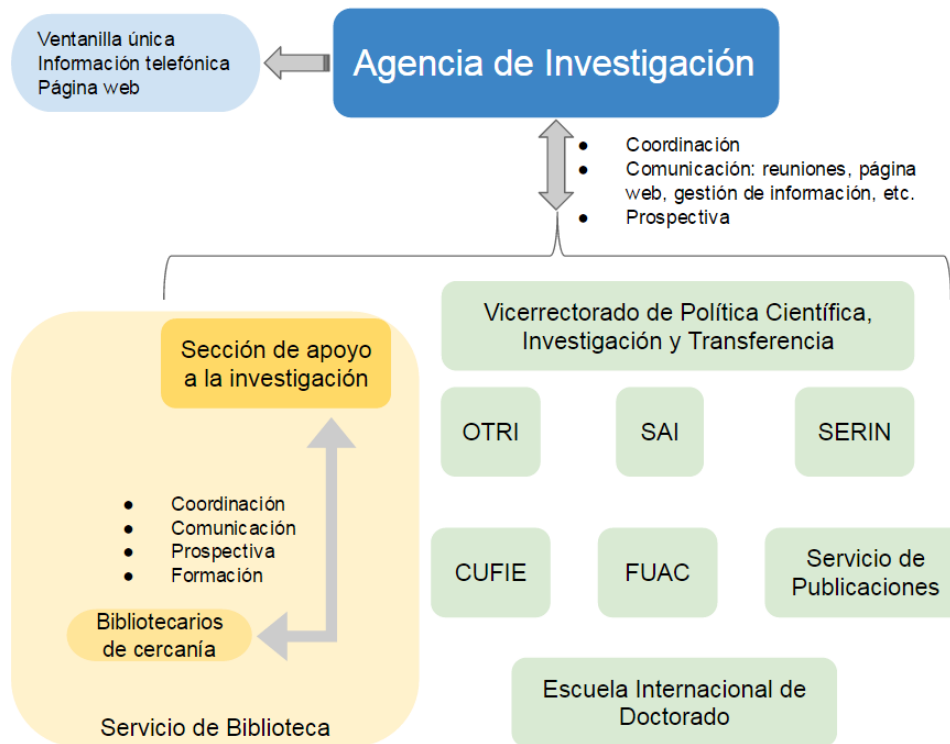 Ventanilla única
Información telefónica
Página web
Agencia de Investigación
● Coordinación
● Comunicación: reuniones, página
web, gestión de información, etc.
● Prospectiva
Sección de apoyo
a la investigación
● Coordinación
● Comunicación
● Prospectiva
● Formación
Bibliotecarios
de cercanía
Servicio de Biblioteca
Vicerrectorado de Política Científica,
Investigación y Transferencia
OTRI
SAI
SERIN
CUFIE
FUAC
Servicio de
Publicaciones
Escuela Internacional de
Doctorado